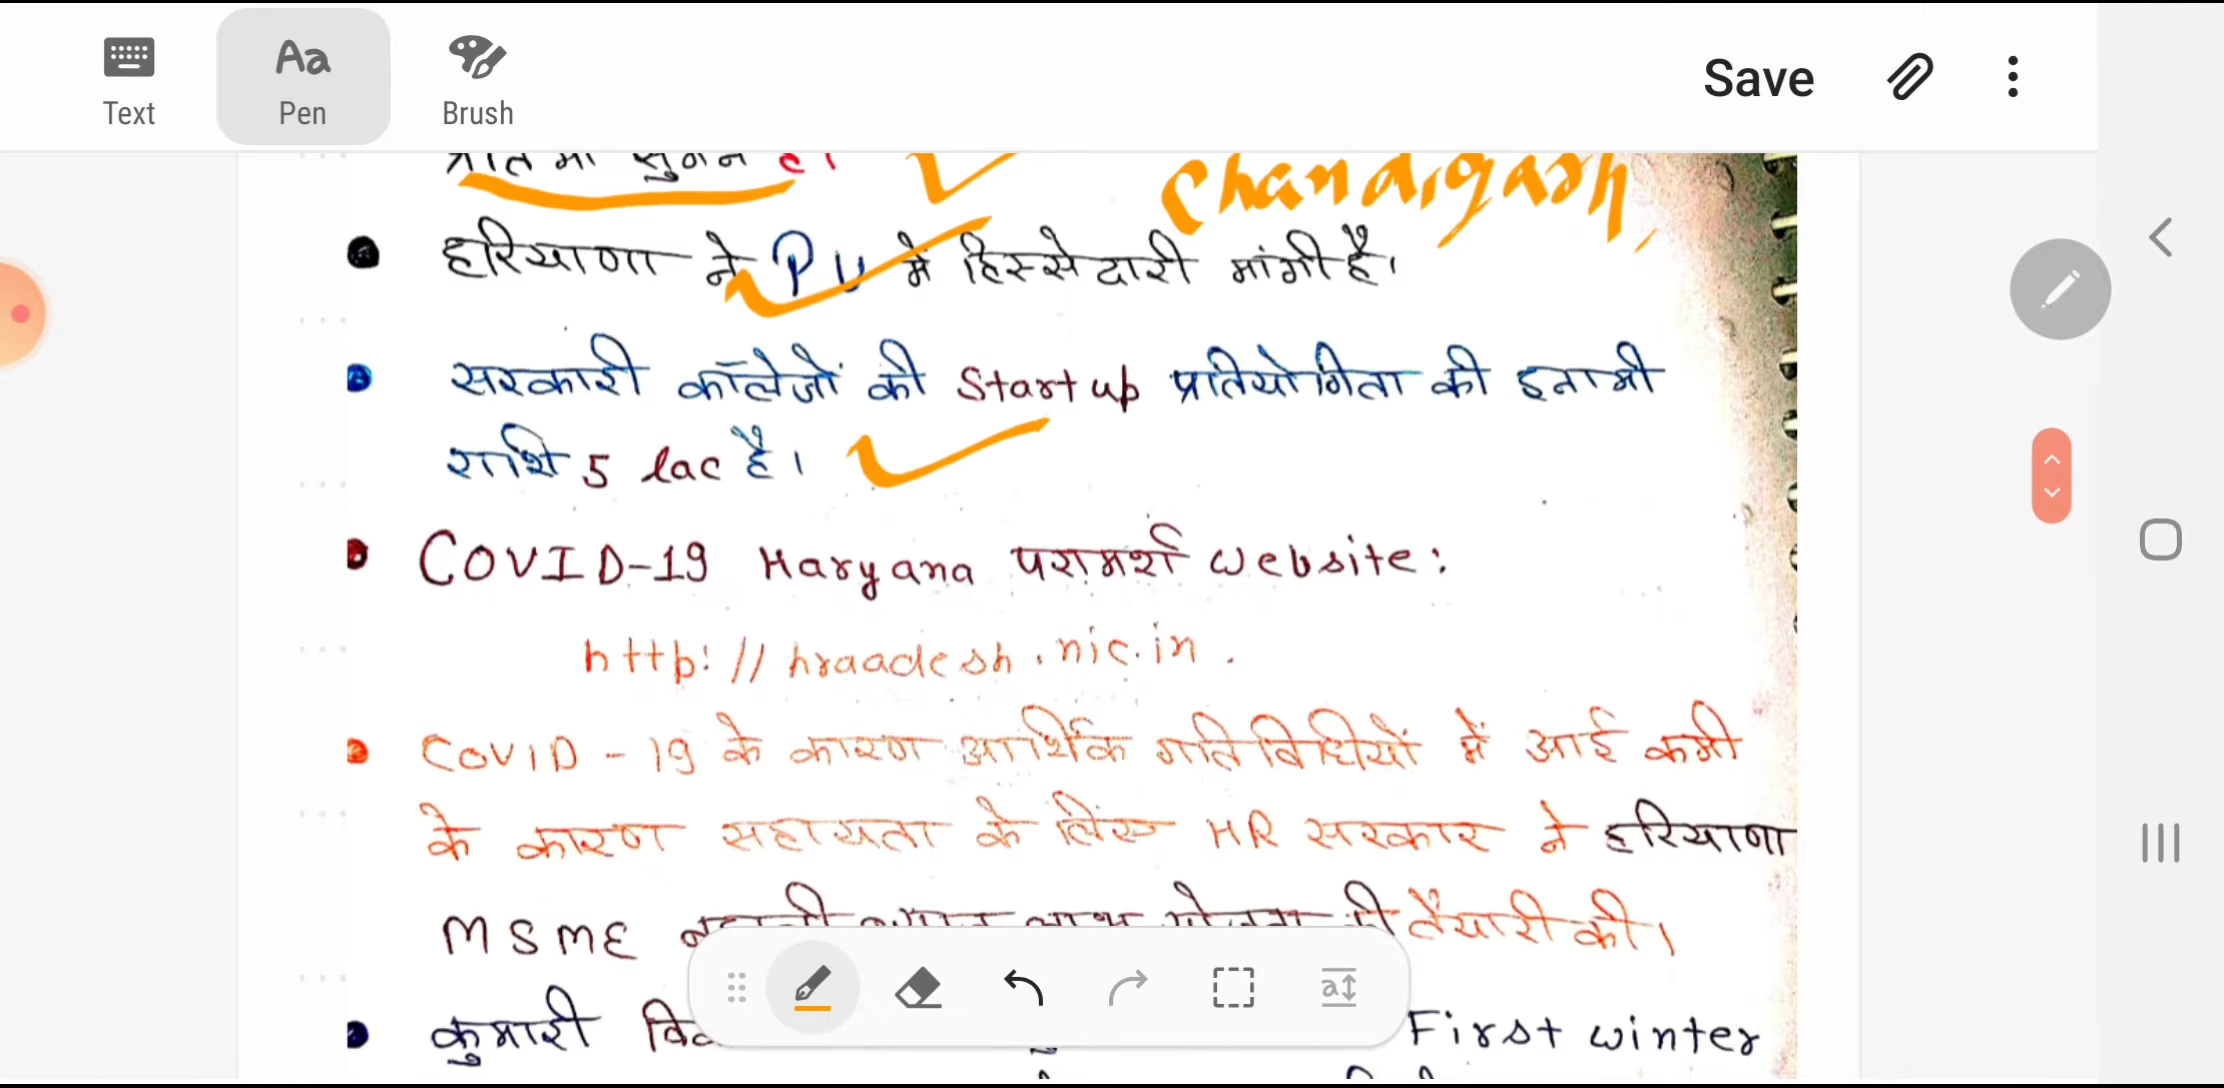 Text
Pen
Brush
Save
Chandigarh,
हरियाणा ने PU में हिस्सेदारी मांगी है।
सरकारी कॉलेजों की Startup प्रतियोगिता की इनामी
राशि 5 lac है।
COVID-19 Haryana परामर्श website:
http://hraadesh.nic.in.
COVID-19 के कारण आर्थिक गतिविधियों में आई कमी
के कारण सहायता के लिए HR सरकार ने हरियाणा
MSME की तैयारी की।
कुमारी First winter